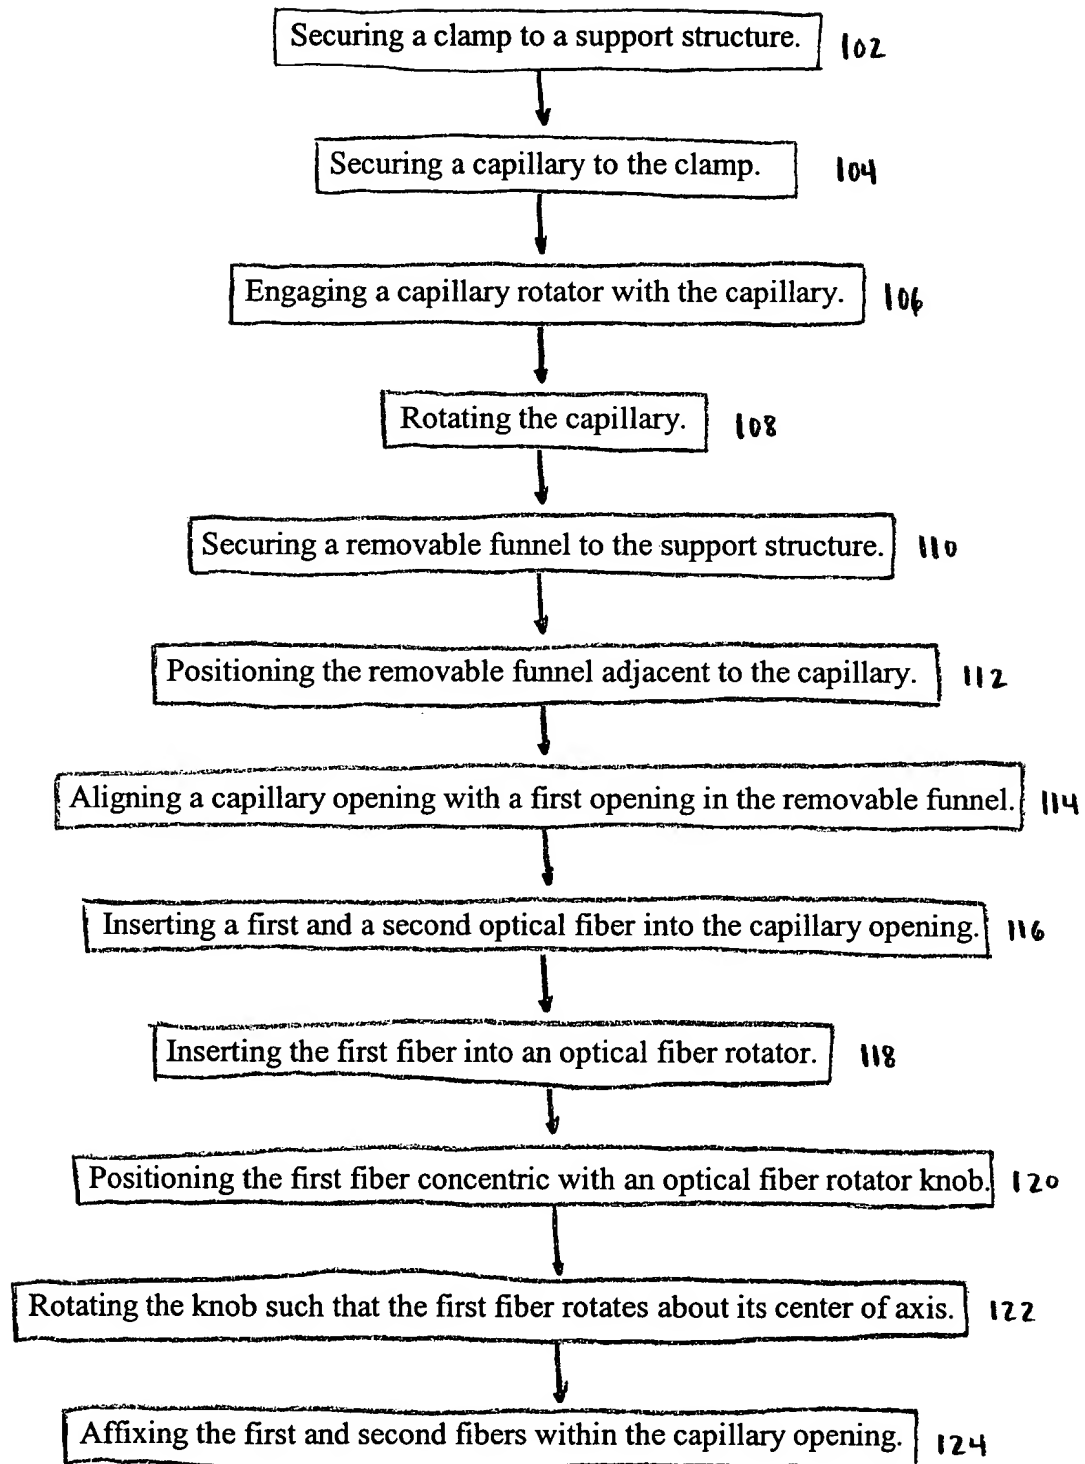 Securing a clamp to a support structure. 102
Securing a capillary to the clamp. 104
Engaging a capillary rotator with the capillary. 106
Rotating the capillary. 108
Securing a removable funnel to the support structure. 110
Positioning the removable funnel adjacent to the capillary. 112
Aligning a capillary opening with a first opening in the removable funnel. 114
Inserting a first and a second optical fiber into the capillary opening. 116
Inserting the first fiber into an optical fiber rotator. 118
Positioning the first fiber concentric with an optical fiber rotator knob. 120
Rotating the knob such that the first fiber rotates about its center of axis. 122
Affixing the first and second fibers within the capillary opening. 124